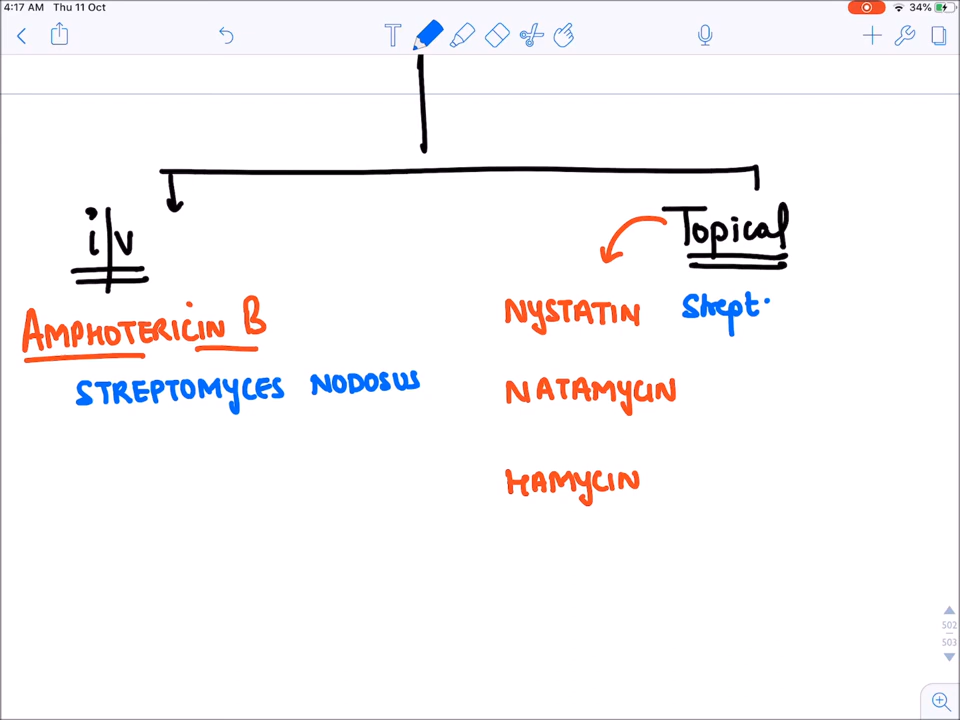 4:17 AM Thu 11 Oct 34%
T
i/v
Topical
AMPHOTERICIN B
NYSTATIN Strept.
STREPTOMYCES NODOSUS
NATAMYCIN
HAMYCIN
502
503